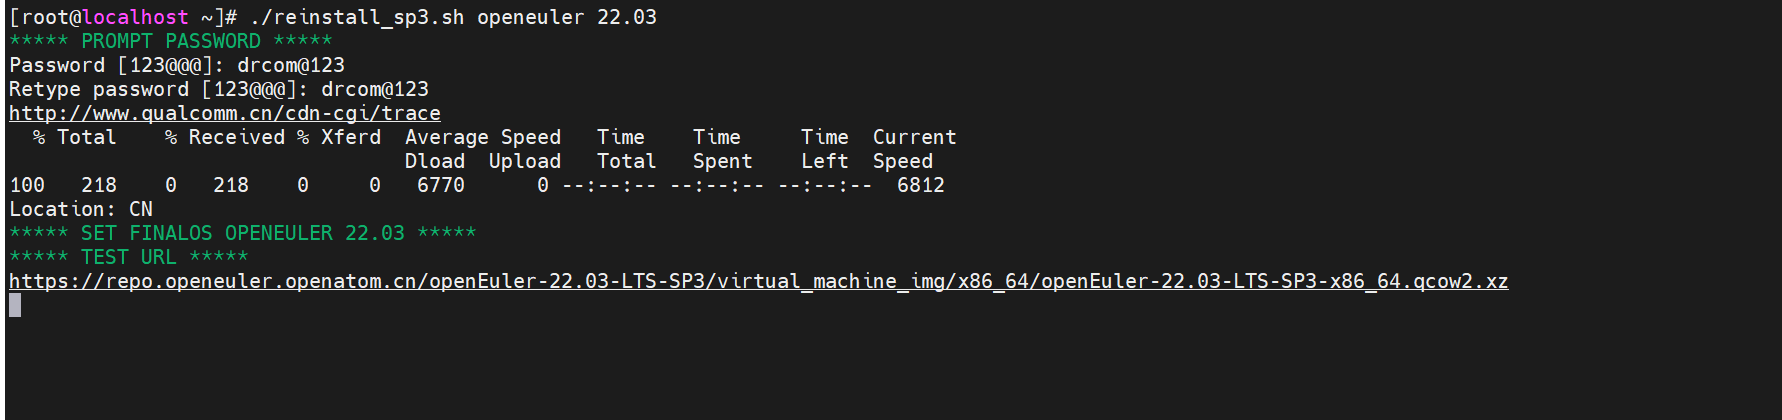 [root@localhost ~]# ./reinstall_sp3.sh openeuler 22.03
***** PROMPT PASSWORD *****
Password [123@@@]: drcom@123
Retype password [123@@@]: drcom@123
http://www.qualcomm.cn/cdn-cgi/trace
  % Total    % Received % Xferd  Average Speed   Time    Time     Time  Current
                                 Dload  Upload   Total   Spent    Left  Speed
100   218    0   218    0     0   6770      0 --:--:-- --:--:-- --:--:--  6812
Location: CN
***** SET FINALOS OPENEULER 22.03 *****
***** TEST URL *****
https://repo.openeuler.openatom.cn/openEuler-22.03-LTS-SP3/virtual_machine_img/x86_64/openEuler-22.03-LTS-SP3-x86_64.qcow2.xz